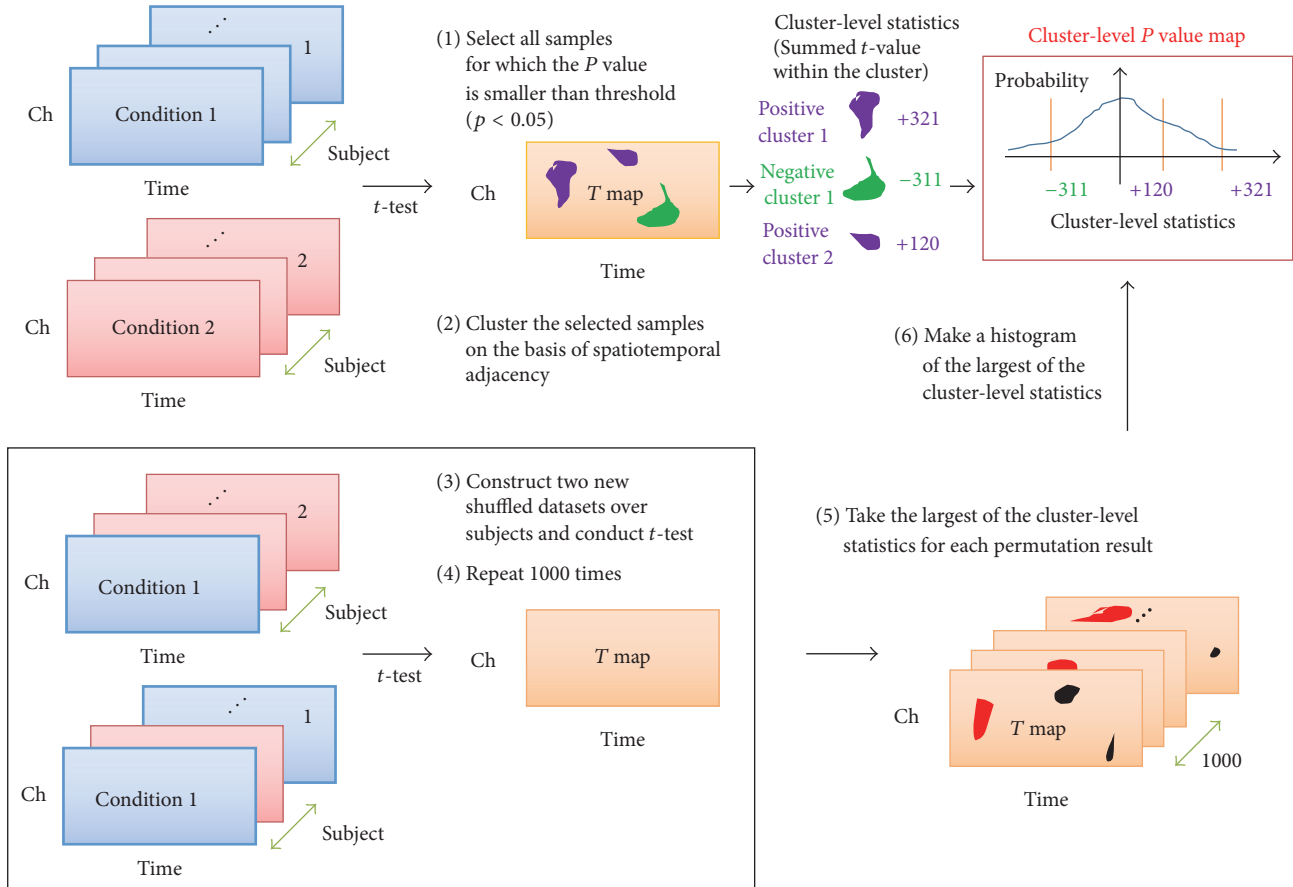 1
Ch
Condition 1
Subject
Time
2
Ch
Condition 2
Subject
Time
t-test
(1) Select all samples
for which the P value
is smaller than threshold
(p < 0.05)
Ch
T map
Time
(2) Cluster the selected samples
on the basis of spatiotemporal
adjacency
Cluster-level statistics
(Summed t-value
within the cluster)
Positive
cluster 1
+321
Negative
cluster 1
−311
Positive
cluster 2
+120
Cluster-level P value map
Probability
−311
+120
+321
Cluster-level statistics
(6) Make a histogram
of the largest of the
cluster-level statistics
2
Ch
Condition 1
Subject
Time
1
Ch
Condition 1
Subject
Time
t-test
(3) Construct two new
shuffled datasets over
subjects and conduct t-test
(4) Repeat 1000 times
Ch
T map
Time
(5) Take the largest of the cluster-level
statistics for each permutation result
Ch
T map
1000
Time